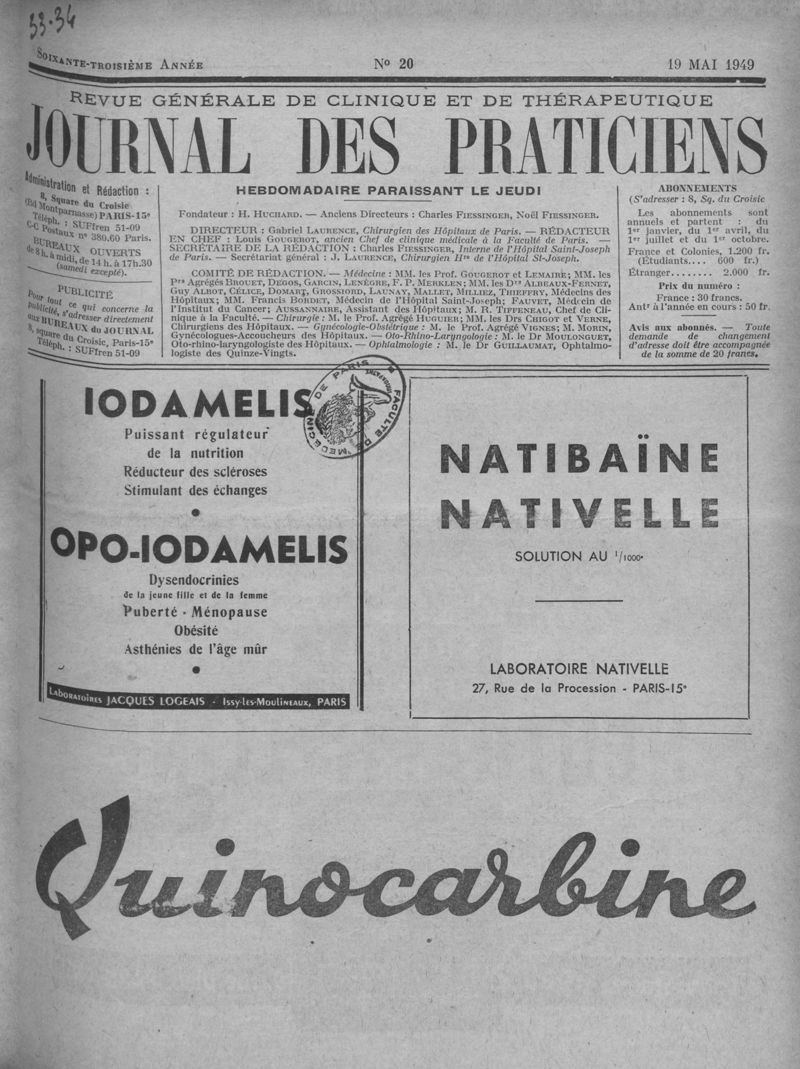 33-34
SOIXANTE-TROISIÈME ANNÉE
No 20
19 MAI 1949
REVUE GÉNÉRALE DE CLINIQUE ET DE THÉRAPEUTIQUE
JOURNAL DES PRATICIENS
Administration et Rédaction :
8, Square du Croisic
(Bd Montparnasse) PARIS-15e
Téléph. : SUFfren 51-09
C-C Postaux n° 380.60 Paris.
BUREAUX OUVERTS
de 8 h. à midi, de 14 h. à 17h.30
(samedi excepté).
PUBLICITÉ
Pour tout ce qui concerne la
publicité, s'adresser directement
aux BUREAUX du JOURNAL
8, square du Croisic, Paris-15e
Téléph. : SUFfren 51-09
HEBDOMADAIRE PARAISSANT LE JEUDI
Fondateur : H. HUCHARD. — Anciens Directeurs : Charles FIESSINGER, Noël FIESSINGER.
DIRECTEUR : Gabriel LAURENCE, Chirurgien des Hôpitaux de Paris. — RÉDACTEUR
EN CHEF : Louis GOUGEROT, ancien Chef de clinique médicale à la Faculté de Paris. —
SECRÉTAIRE DE LA RÉDACTION : Charles FIESSINGER, Interne de l'Hôpital Saint-Joseph
de Paris. — Secrétariat général : J. LAURENCE, Chirurgien Hre de l'Hôpital St-Joseph.
COMITÉ DE RÉDACTION. — Médecine : MM. les Prof. GOUGEROT et LEMAIRE; MM. les
Prs Agrégés BROUET, DEGOS, GARCIN, LENÈGRE, F. P. MERKLEN; MM. les Drs ALBEAUX-FERNET,
Guy ALBOT, CÉLICE, DOMART, GROSSIORD, LAUNAY, MALLET, MILLIEZ, THIEFFRY, Médecins des
Hôpitaux; MM. Francis BORDET, Médecin de l'Hôpital Saint-Joseph; FAUVET, Médecin de
l'Institut du Cancer; AUSSANNAIRE, Assistant des Hôpitaux; M. R. TIFFENEAU, Chef de Cli-
nique à la Faculté. — Chirurgie : M. le Prof. Agrégé HUGUIER; MM. les Drs CHIGOT et VERNE,
Chirurgiens des Hôpitaux. — Gynécologie-Obstétrique : M. le Prof. Agrégé VIGNES; M. MORIN,
Gynécologues-Accoucheurs des Hôpitaux. — Oto-Rhino-Laryngologie : M. le Dr MOULONGUET,
Oto-rhino-laryngologiste des Hôpitaux. — Ophtalmologie : M. le Dr GUILLAUMAT, Ophtalmo-
logiste des Quinze-Vingts.
ABONNEMENTS
(S'adresser : 8, Sq. du Croisic
Les abonnements sont
annuels et partent : du
1er janvier, du 1er avril, du
1er juillet et du 1er octobre.
France et Colonies, 1.200 fr.
(Étudiants.... 600 fr.)
Étranger........ 2.000 fr.
Prix du numéro :
France : 30 francs.
Antr à l'année en cours : 50 fr.
Avis aux abonnés. — Toute
demande de changement
d'adresse doit être accompagnée
de la somme de 20 francs.
IODAMELIS
Puissant régulateur
de la nutrition
Réducteur des scléroses
Stimulant des échanges
OPO-IODAMELIS
Dysendocrinies
de la jeune fille et de la femme
Puberté - Ménopause
Obésité
Asthénies de l'âge mûr
LABORATOIRES JACQUES LOGEAIS - ISSY-LES-MOULINEAUX, PARIS
FACULTÉ DE MEDECINE DE PARIS
NATIBAÏNE
NATIVELLE
SOLUTION AU 1/1000e
LABORATOIRE NATIVELLE
27, Rue de la Procession - PARIS-15e
Quinocarbine